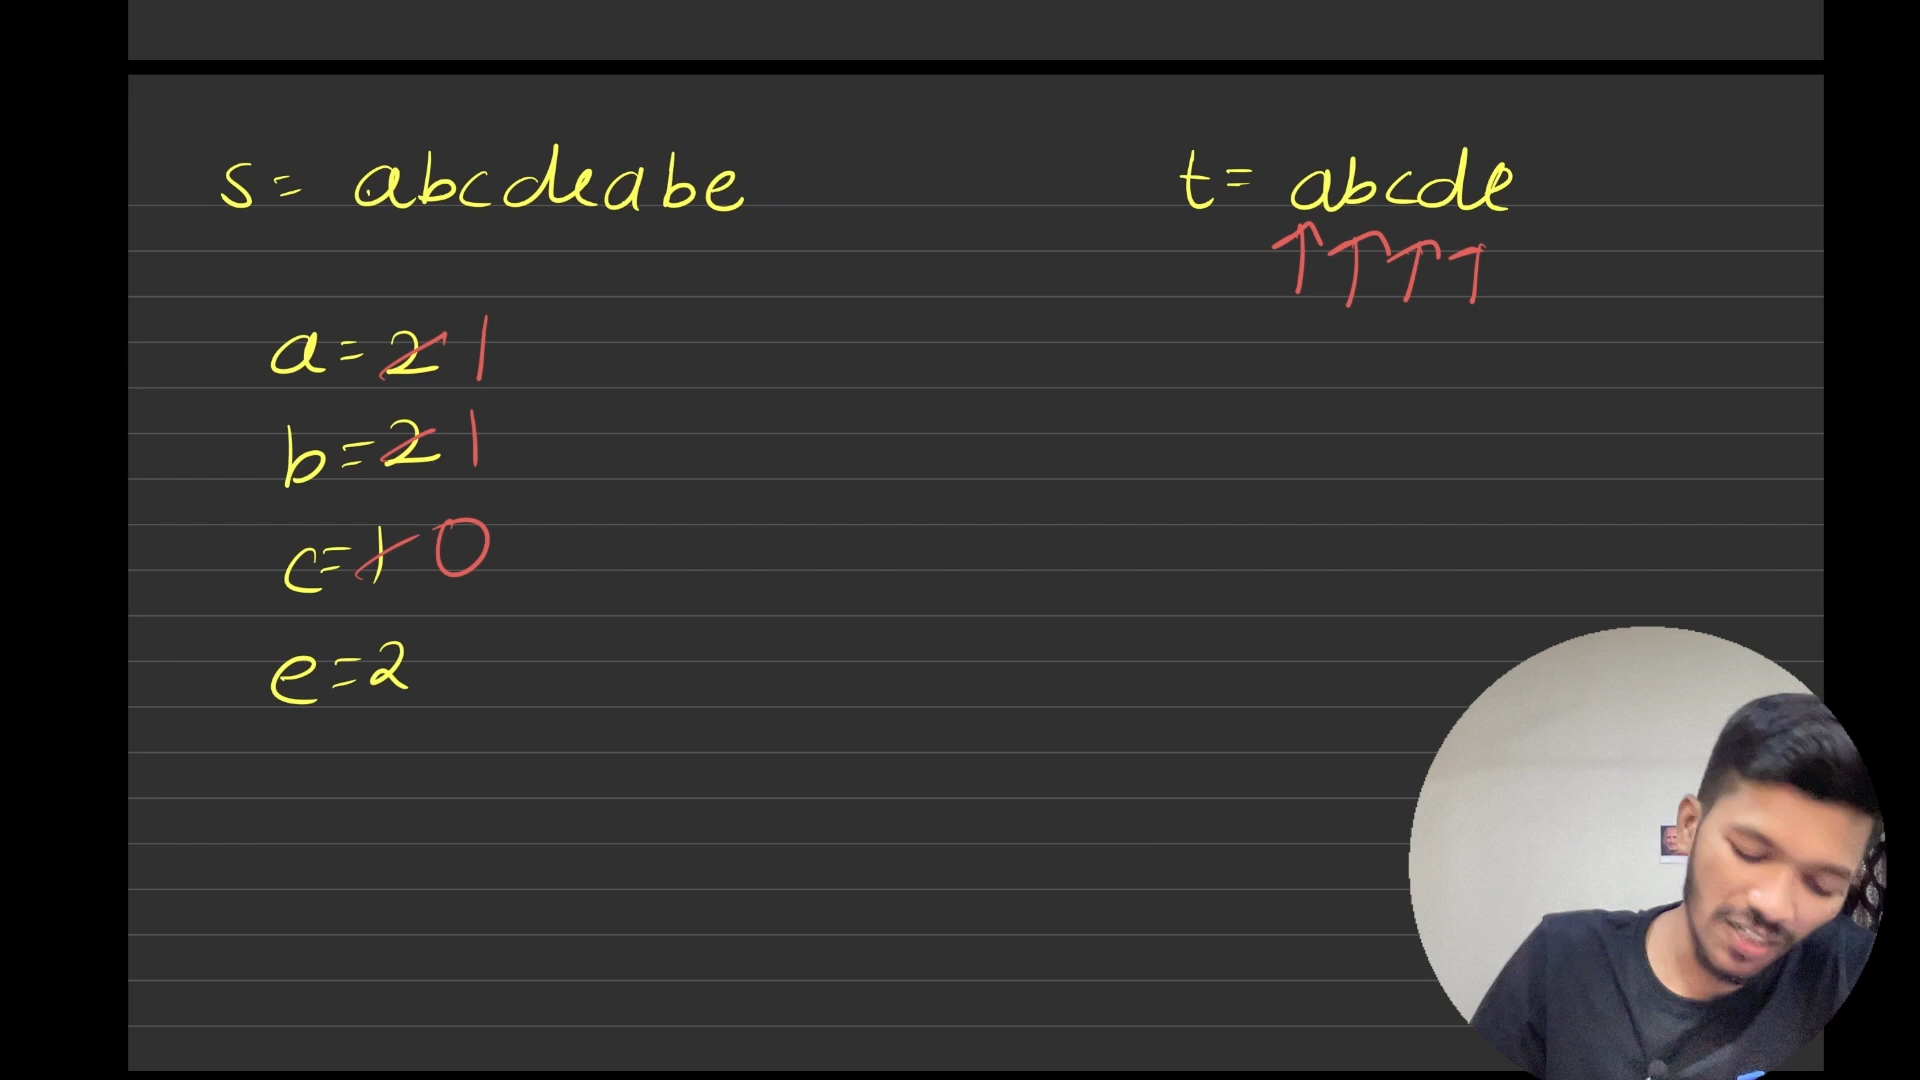 s= abcdeabe t= abcde
a= 2 1
b= 2 1
c= 1 0
e=2